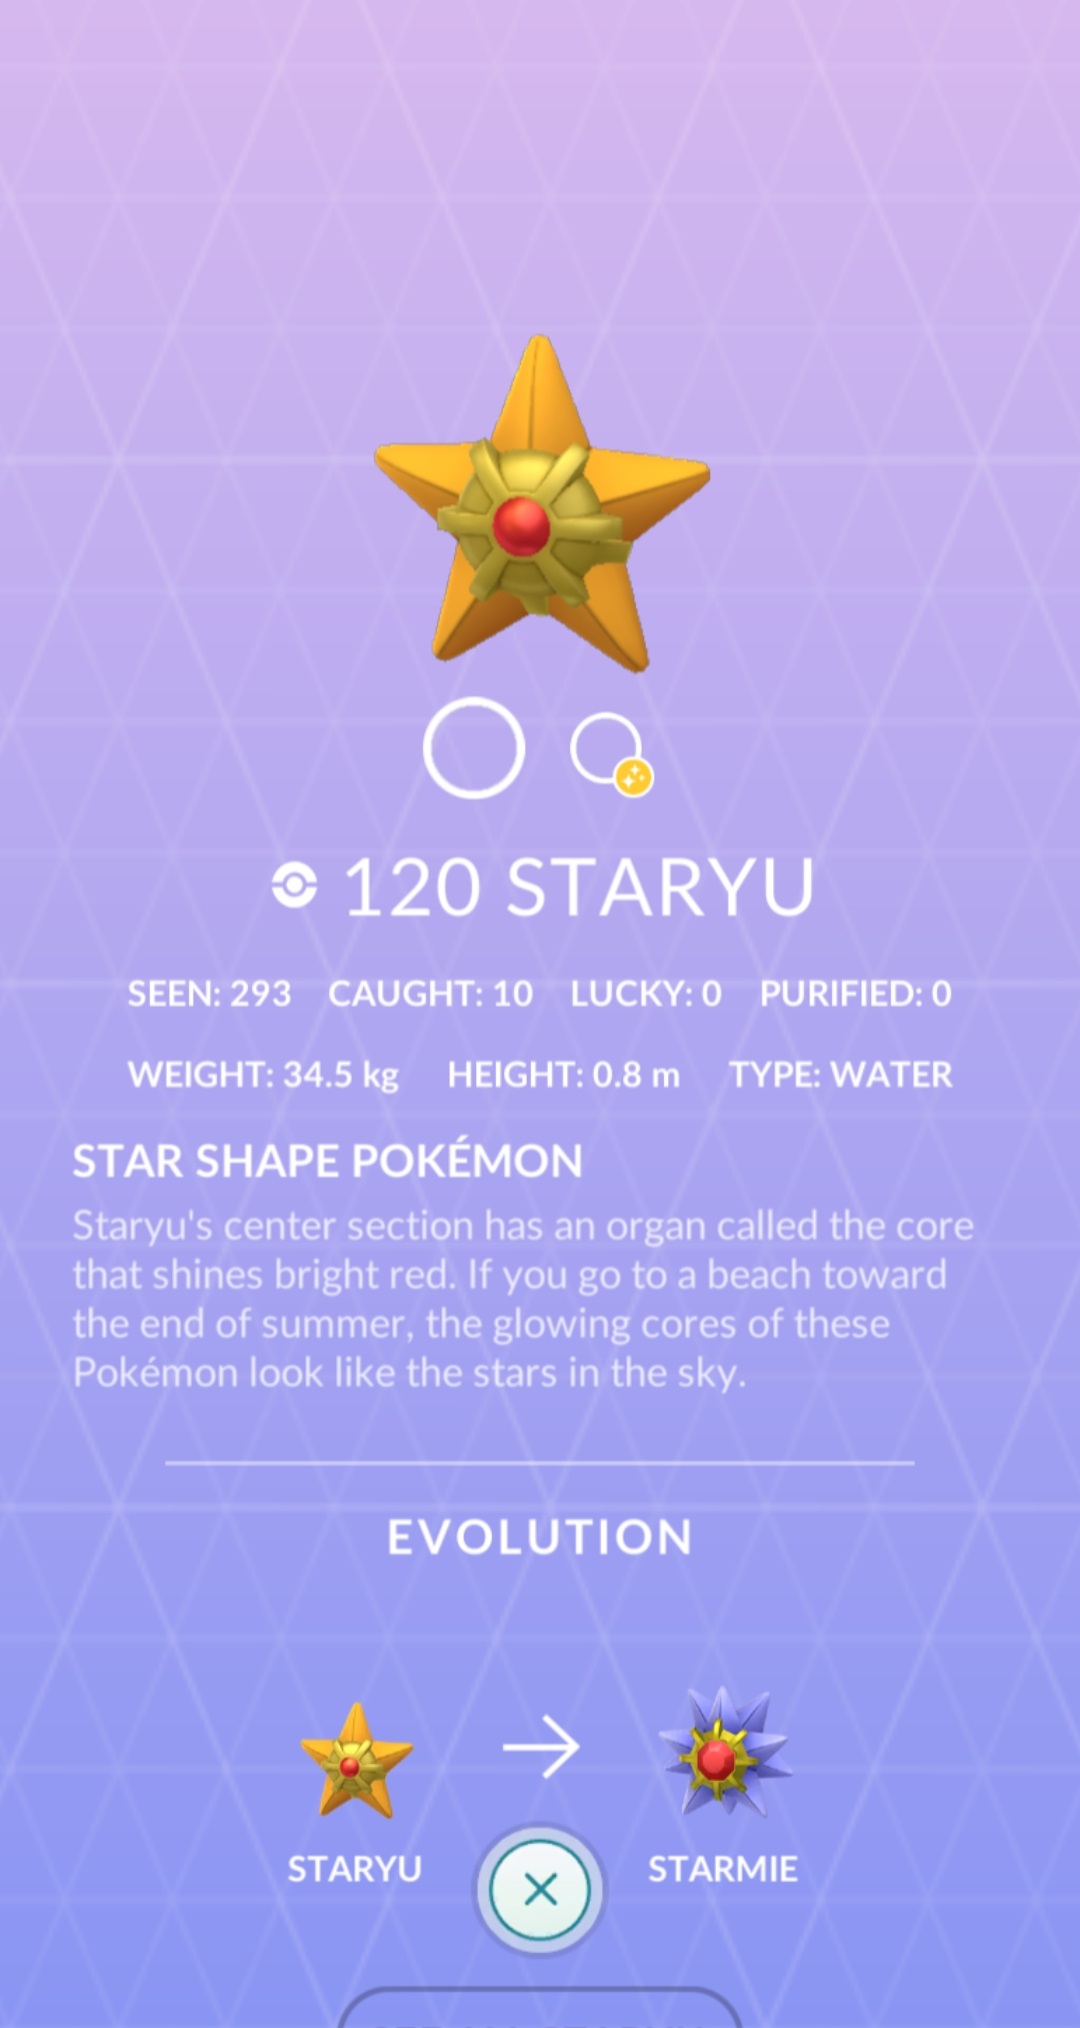 120 STARYU
SEEN: 293 CAUGHT: 10 LUCKY: 0 PURIFIED: 0
WEIGHT: 34.5 kg HEIGHT: 0.8 m TYPE: WATER
STAR SHAPE POKÉMON
Staryu's center section has an organ called the core
that shines bright red. If you go to a beach toward
the end of summer, the glowing cores of these
Pokémon look like the stars in the sky.
EVOLUTION
STARYU STARMIE